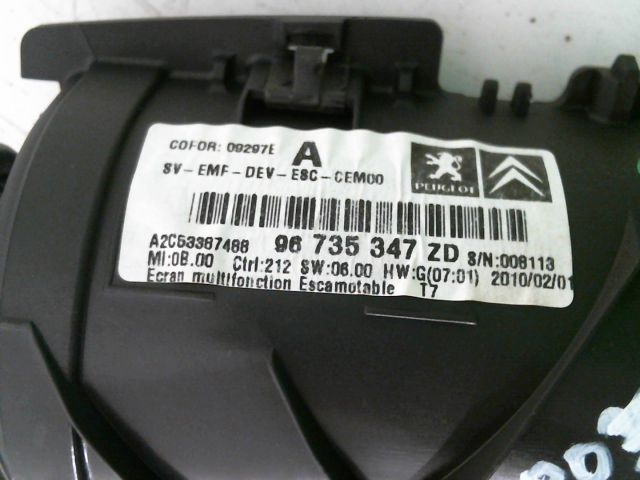 COFOR: 09297E A
SV-EMF-DEV-ESC-CEM00
PEUGEOT
A2C53387488 96 735 347 ZD S/N:008113
MI:0B.00 Ctrl:212 SW:06.00 HW:G(07:01) 2010/02/01
Ecran multifonction Escamotable T7